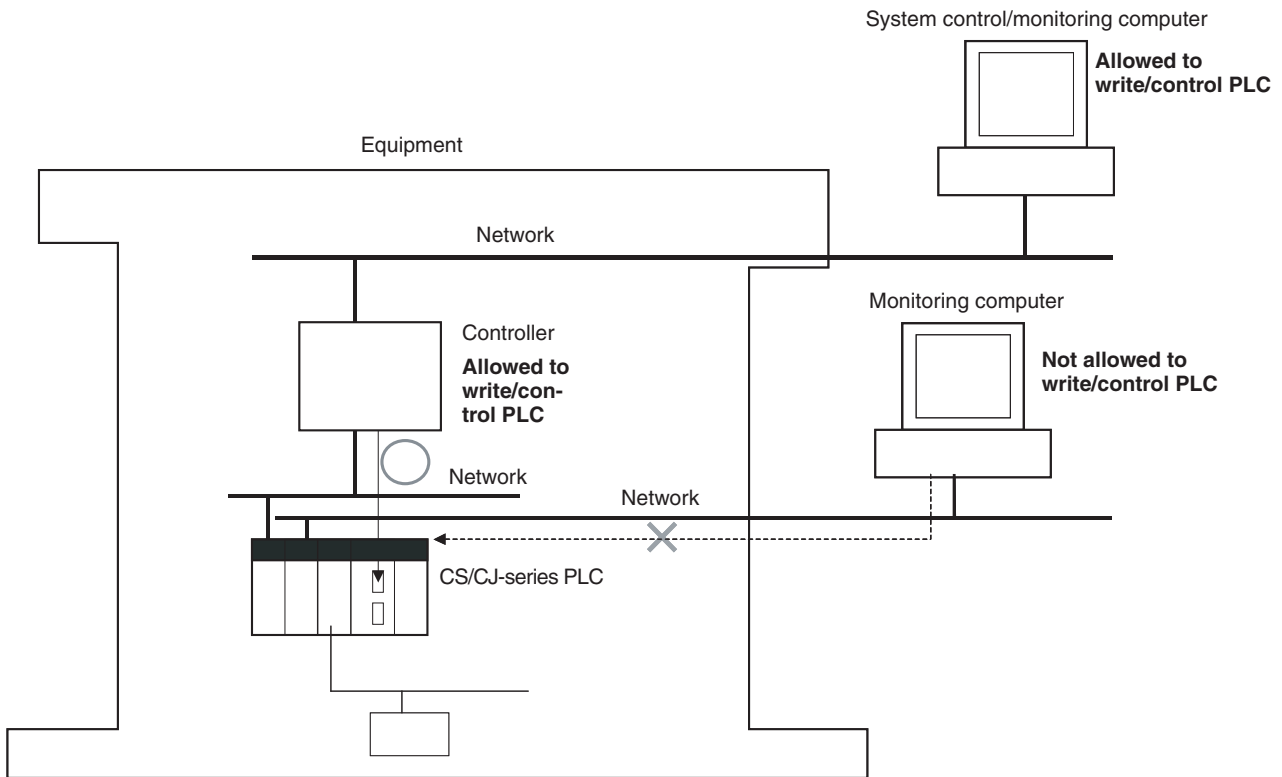 System control/monitoring computer
Allowed to
write/control PLC
Equipment
Network
Monitoring computer
Controller
Allowed to
write/con-
trol PLC
Not allowed to
write/control PLC
Network
Network
CS/CJ-series PLC